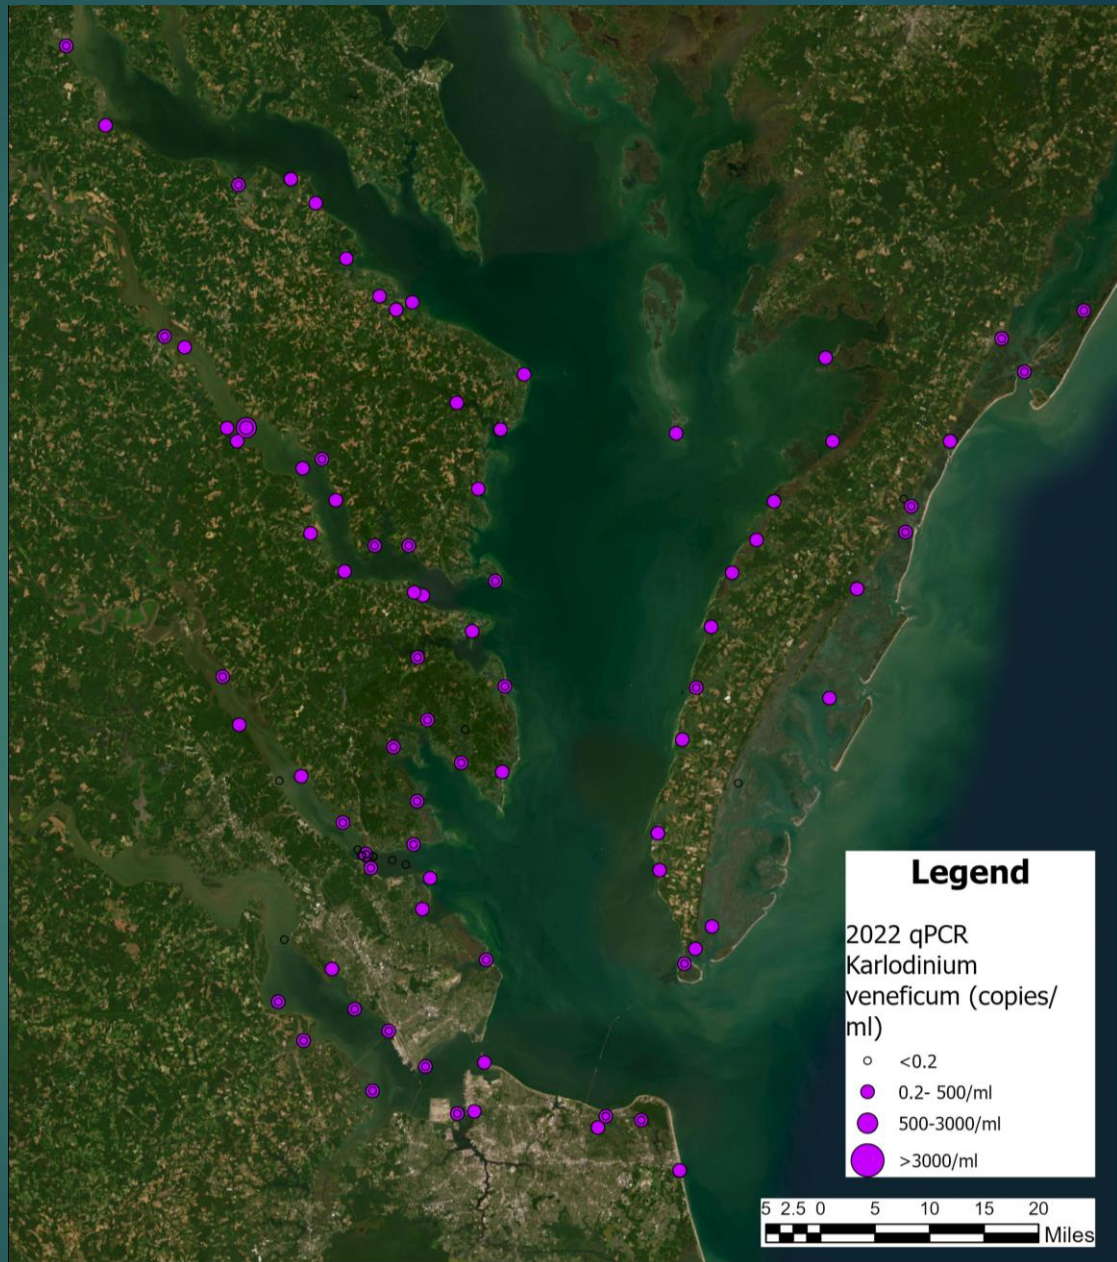 Legend
2022 qPCR
Karlodinium
veneficum (copies/
ml)
<0.2
0.2- 500/ml
500-3000/ml
>3000/ml
5 2.5 0 5 10 15 20
Miles